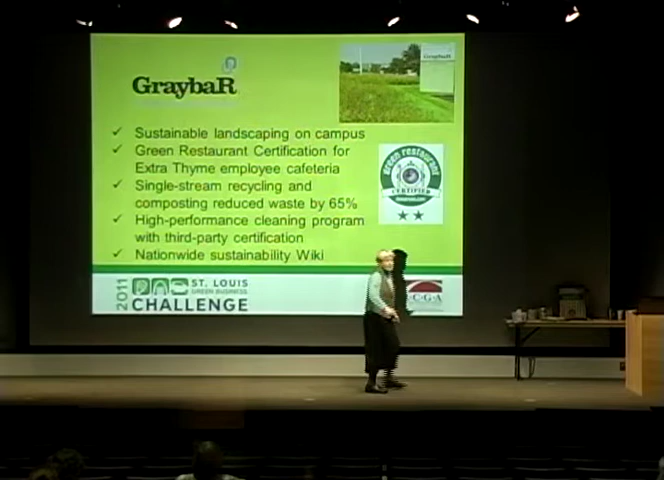 GraybaR
GraybaR
✓ Sustainable landscaping on campus
✓ Green Restaurant Certification for
Extra Thyme employee cafeteria
✓ Single-stream recycling and
composting reduced waste by 65%
✓ High-performance cleaning program
with third-party certification
✓ Nationwide sustainability Wiki
green restaurant
CERTIFIED
2011
ST. LOUIS
GREEN BUSINESS
CHALLENGE
CGA